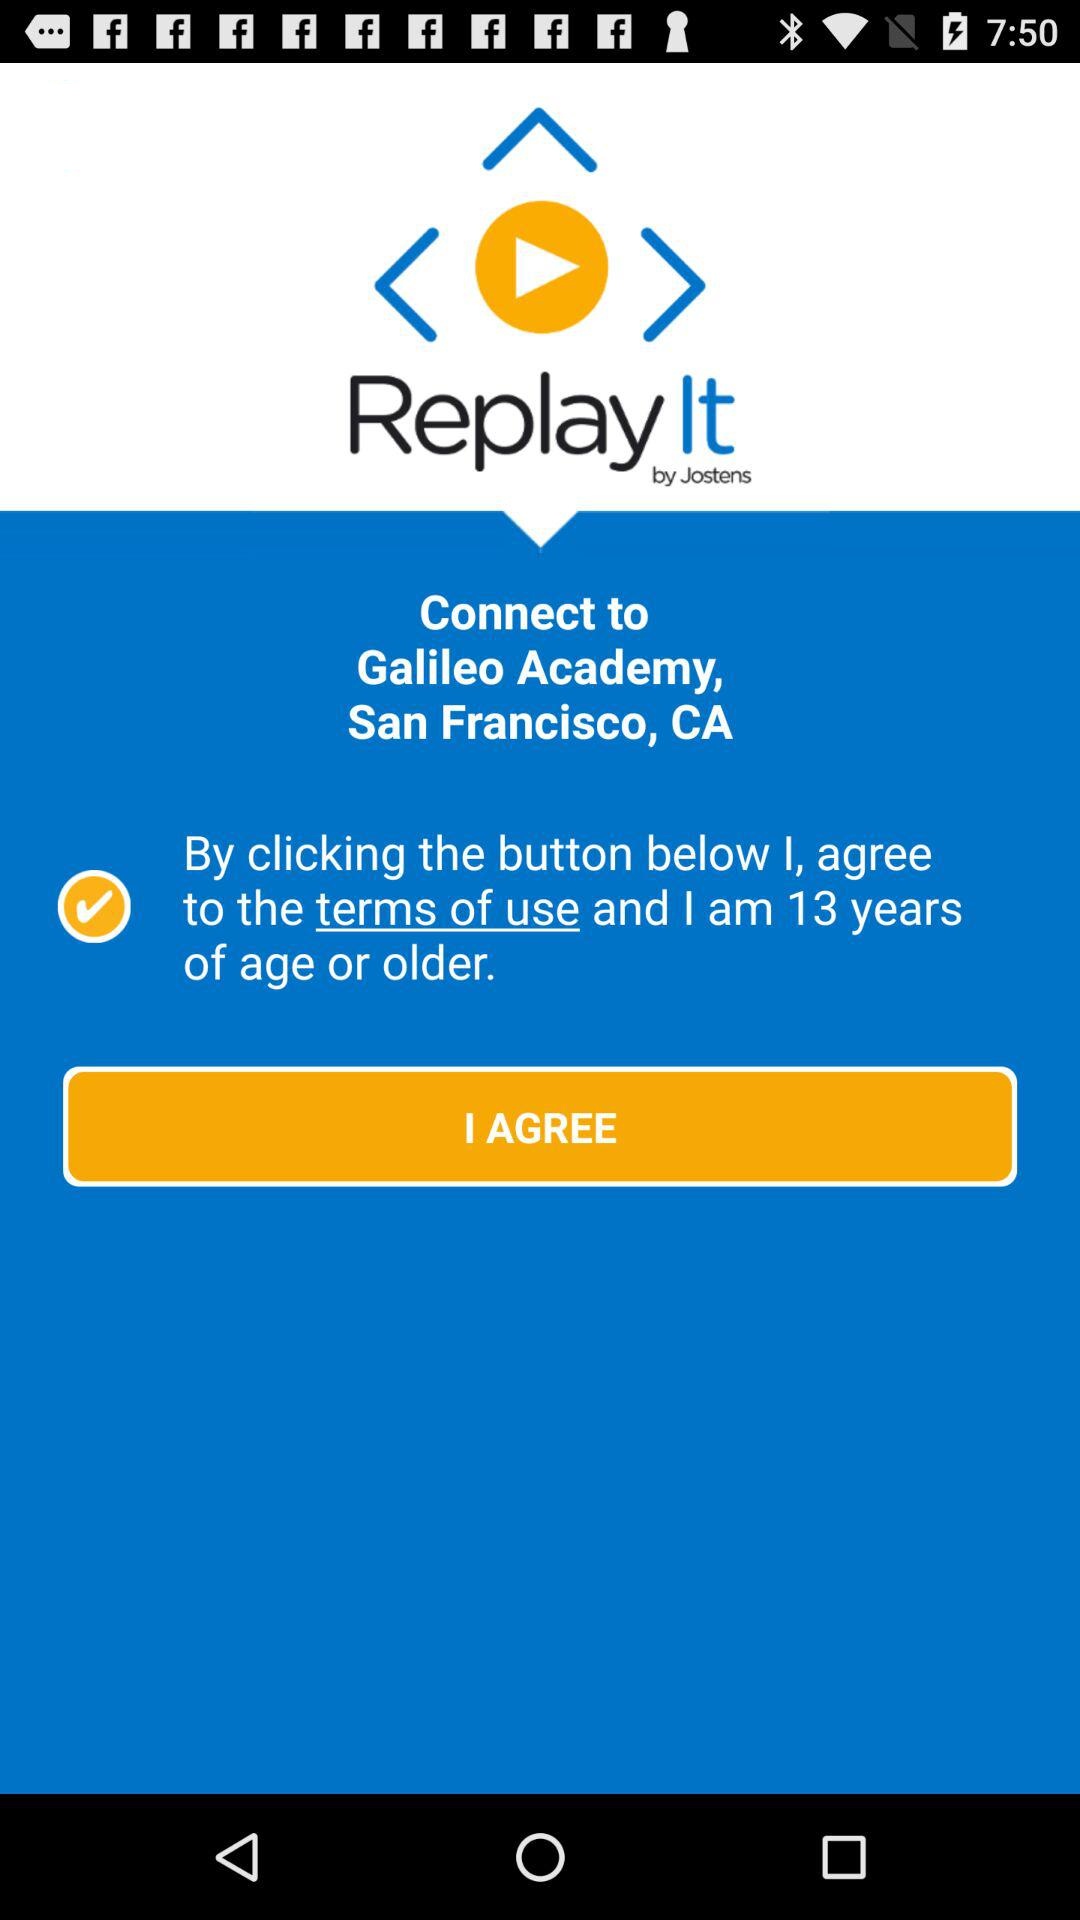 7:50
Replay It
by Jostens
Connect to
Galileo Academy,
San Francisco, CA
By clicking the button below I, agree
to the terms of use and I am 13 years
of age or older.
I AGREE